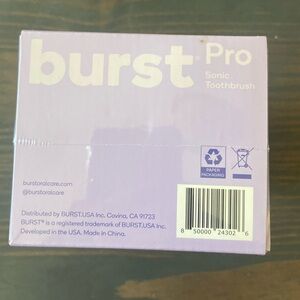 burst Pro
Sonic
Toothbrush
PAPER
PACKAGING
burstoralcare.com
@burstoralcare
Distributed by BURST.USA Inc. Covina, CA 91723
BURST® is a registered trademark of BURST.USA Inc.
Developed in the USA. Made in China.
8 50000 24302 6